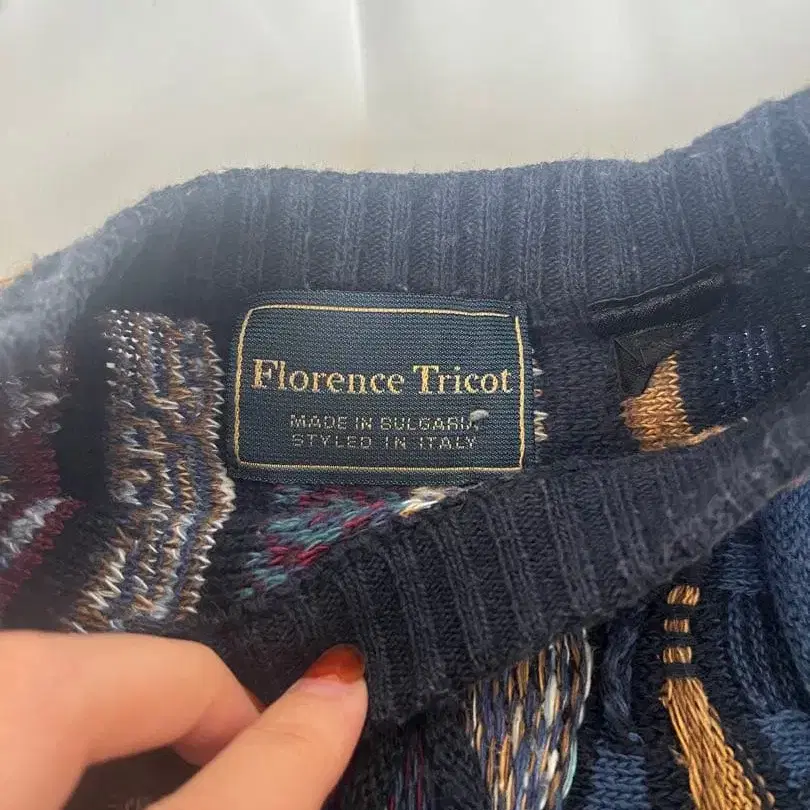 Florence Tricot
MADE IN BULGARIA
STYLED IN ITALY